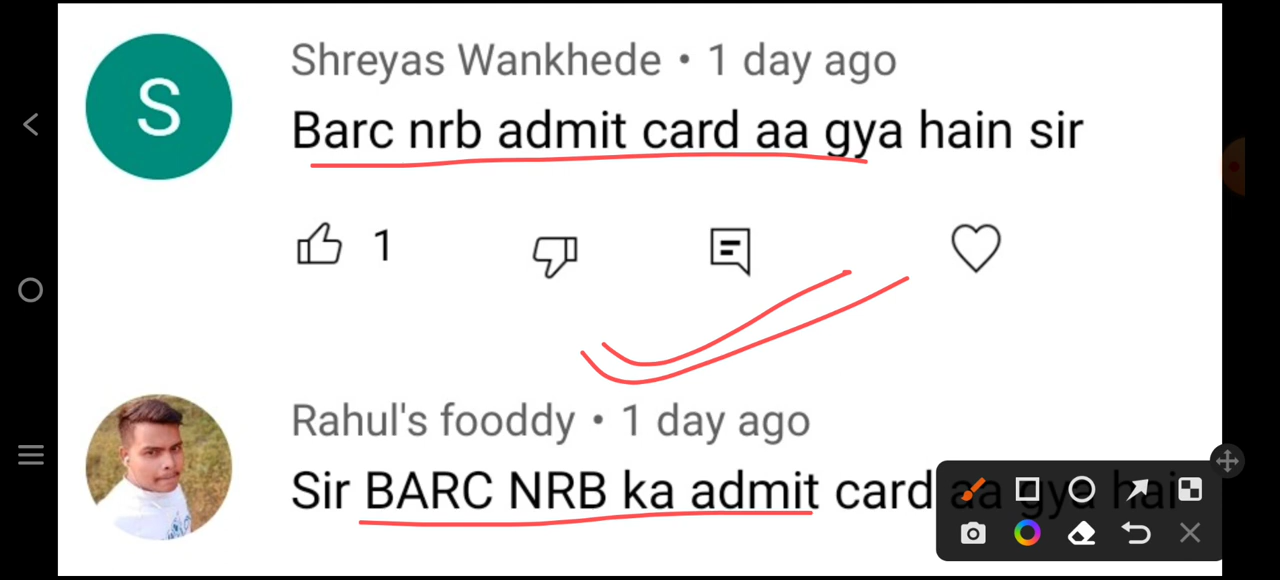 S
Shreyas Wankhede • 1 day ago
Barc nrb admit card aa gya hain sir
1
Rahul's fooddy • 1 day ago
Sir BARC NRB ka admit card aa gya hai